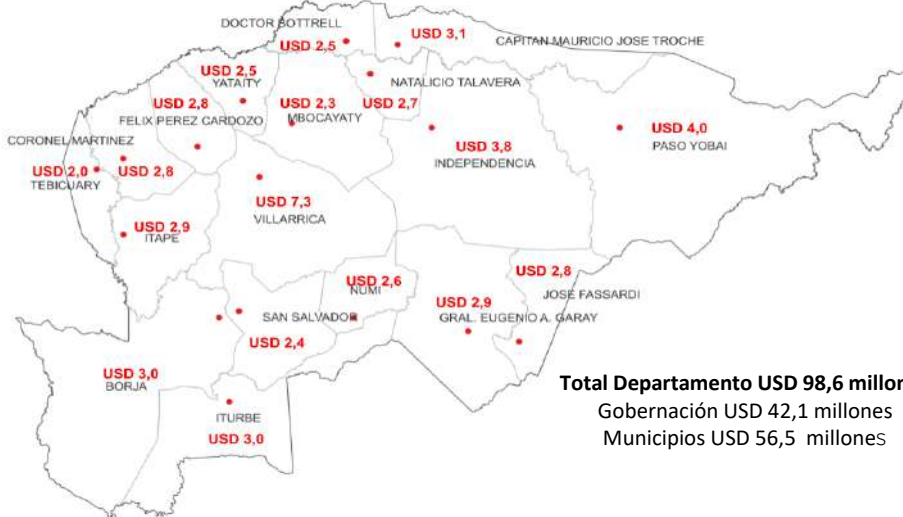 DOCTOR BOTTRELL
USD 2,5
USD 3,1
CAPITAN MAURICIO JOSE TROCHE
USD 2,5
YATAITY
NATALICIO TALAVERA
USD 2,7
USD 2,8
FELIX PEREZ CARDOZO
USD 2,3
MBOCAYATY
USD 3,8
INDEPENDENCIA
USD 4,0
PASO YOBAI
CORONEL MARTINEZ
USD 2,8
USD 2,0
TEBICUARY
USD 7,3
VILLARRICA
USD 2,9
ITAPE
USD 2,6
ÑUMI
USD 2,8
JOSE FASSARDI
USD 2,9
GRAL. EUGENIO A. GARAY
SAN SALVADOR
USD 2,4
USD 3,0
BORJA
ITURBE
USD 3,0
Total Departamento USD 98,6 millon
Gobernación USD 42,1 millones
Municipios USD 56,5 millones